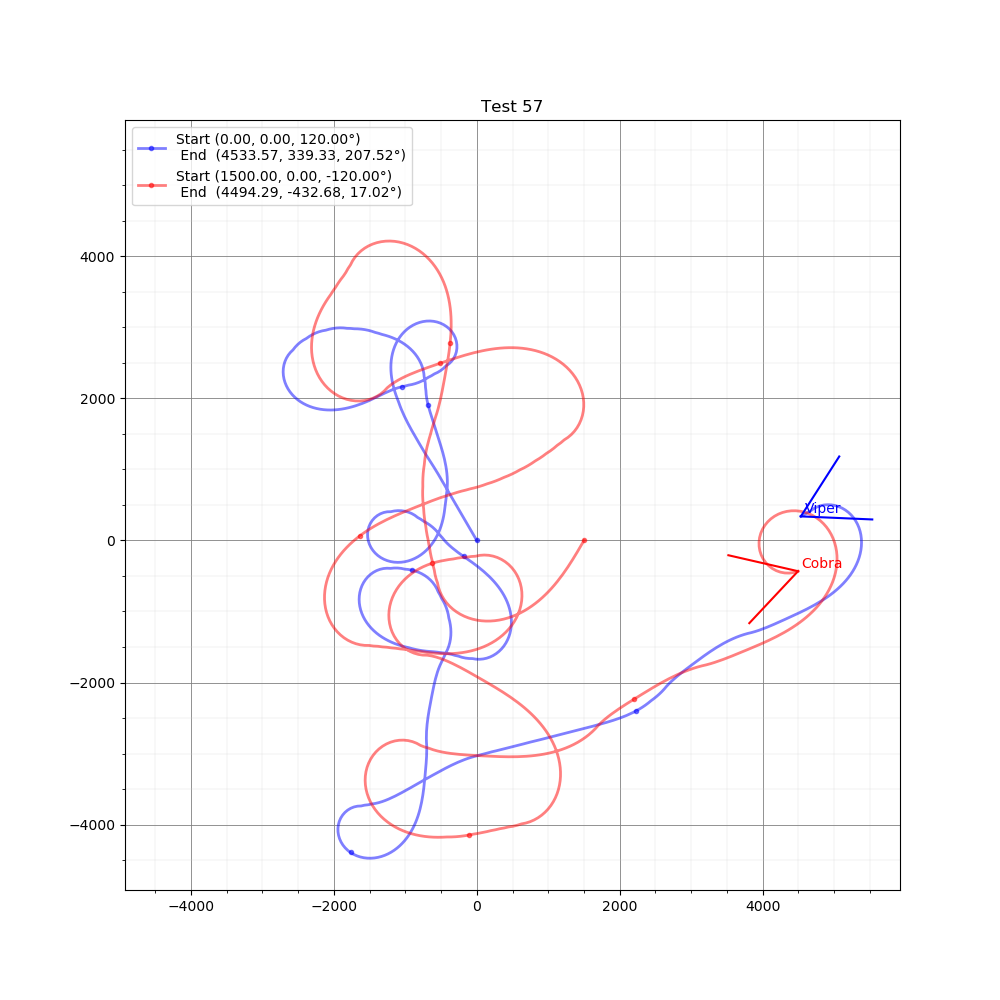 Test 57
Start (0.00, 0.00, 120.00°)
End (4533.57, 339.33, 207.52°)
Start (1500.00, 0.00, -120.00°)
End (4494.29, -432.68, 17.02°)
4000
2000
0
−2000
−4000
Viper
Cobra
−4000
−2000
0
2000
4000